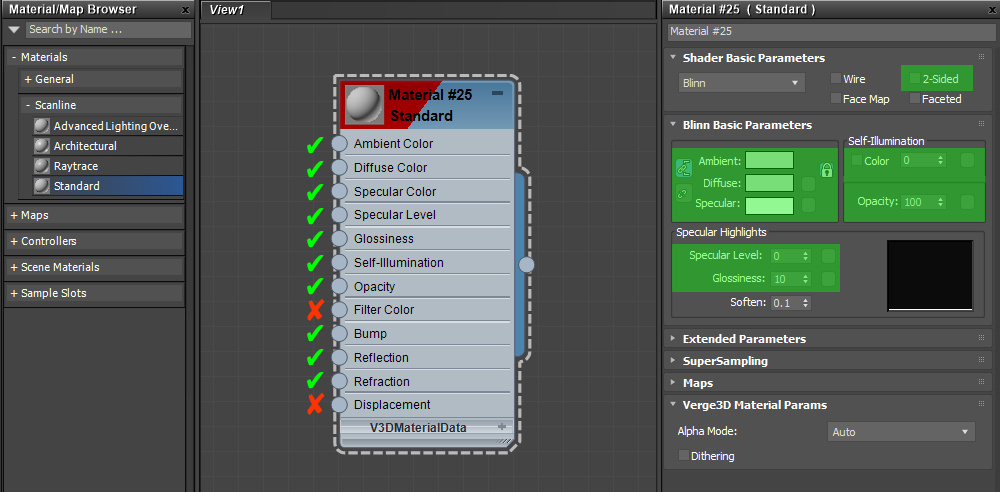 Material/Map Browser x
Search by Name ...
- Materials
+ General
- Scanline
Advanced Lighting Ove...
Architectural
Raytrace
Standard
+ Maps
+ Controllers
+ Scene Materials
+ Sample Slots
View1
Material #25
Standard
Ambient Color
Diffuse Color
Specular Color
Specular Level
Glossiness
Self-Illumination
Opacity
Filter Color
Bump
Reflection
Refraction
Displacement
V3DMaterialData +
Material #25 ( Standard ) x
Material #25
Shader Basic Parameters
Blinn
Wire
2-Sided
Face Map
Faceted
Blinn Basic Parameters
Ambient:
Diffuse:
Specular:
Self-Illumination
Color 0
Opacity: 100
Specular Highlights
Specular Level: 0
Glossiness: 10
Soften: 0.1
Extended Parameters
SuperSampling
Maps
Verge3D Material Params
Alpha Mode: Auto
Dithering